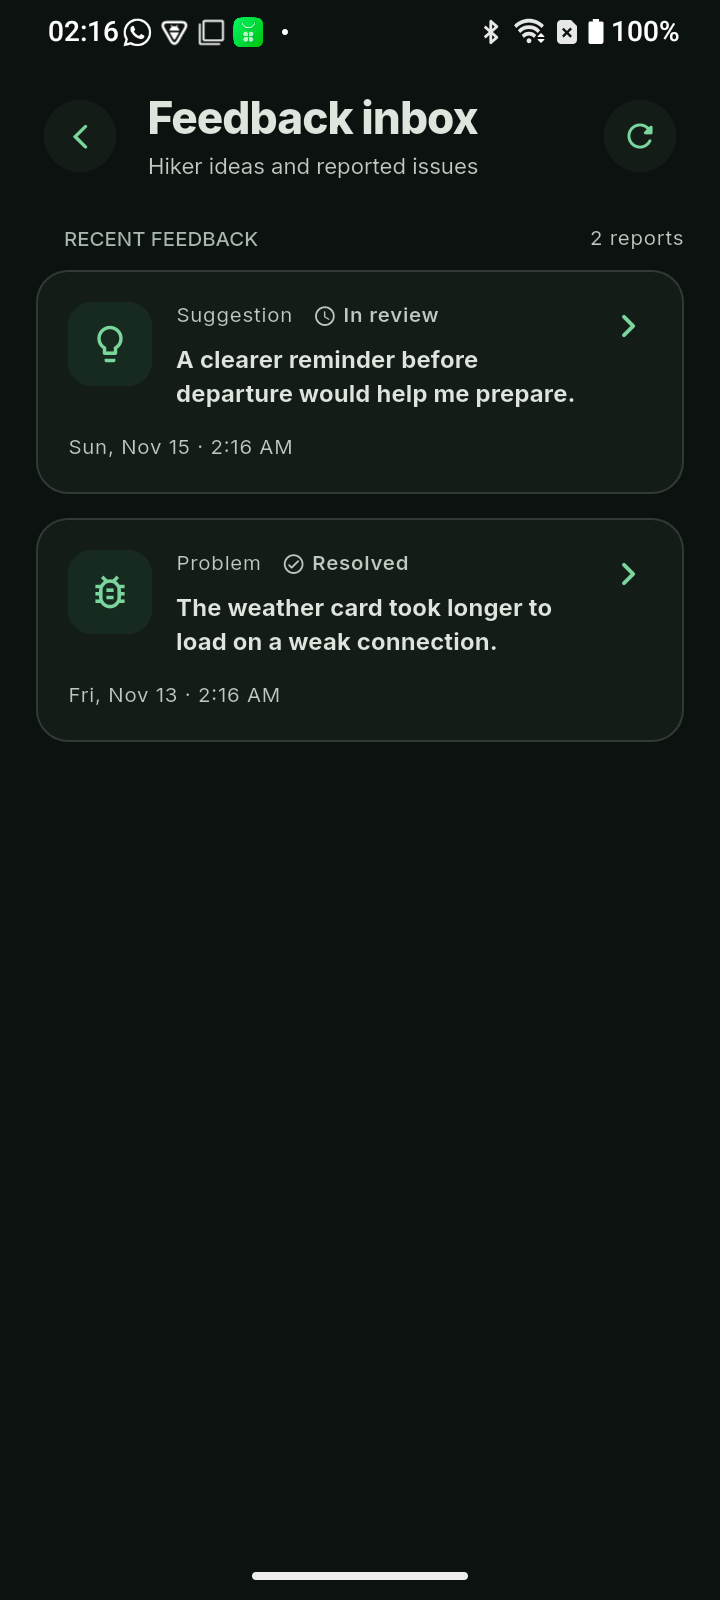 02:16
100%
Feedback inbox
Hiker ideas and reported issues
RECENT FEEDBACK
2 reports
Suggestion
In review
A clearer reminder before
departure would help me prepare.
Sun, Nov 15 · 2:16 AM
Problem
Resolved
The weather card took longer to
load on a weak connection.
Fri, Nov 13 · 2:16 AM